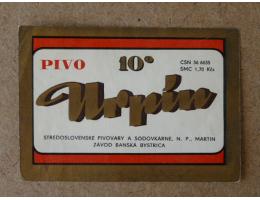 PIVO 10° ČSN 56 6635
SMC 1,70 Kčs
Urpín
STREDOSLOVENSKÉ PIVOVARY A SODOVKÁRNE, N. P., MARTIN
ZÁVOD BANSKÁ BYSTRICA